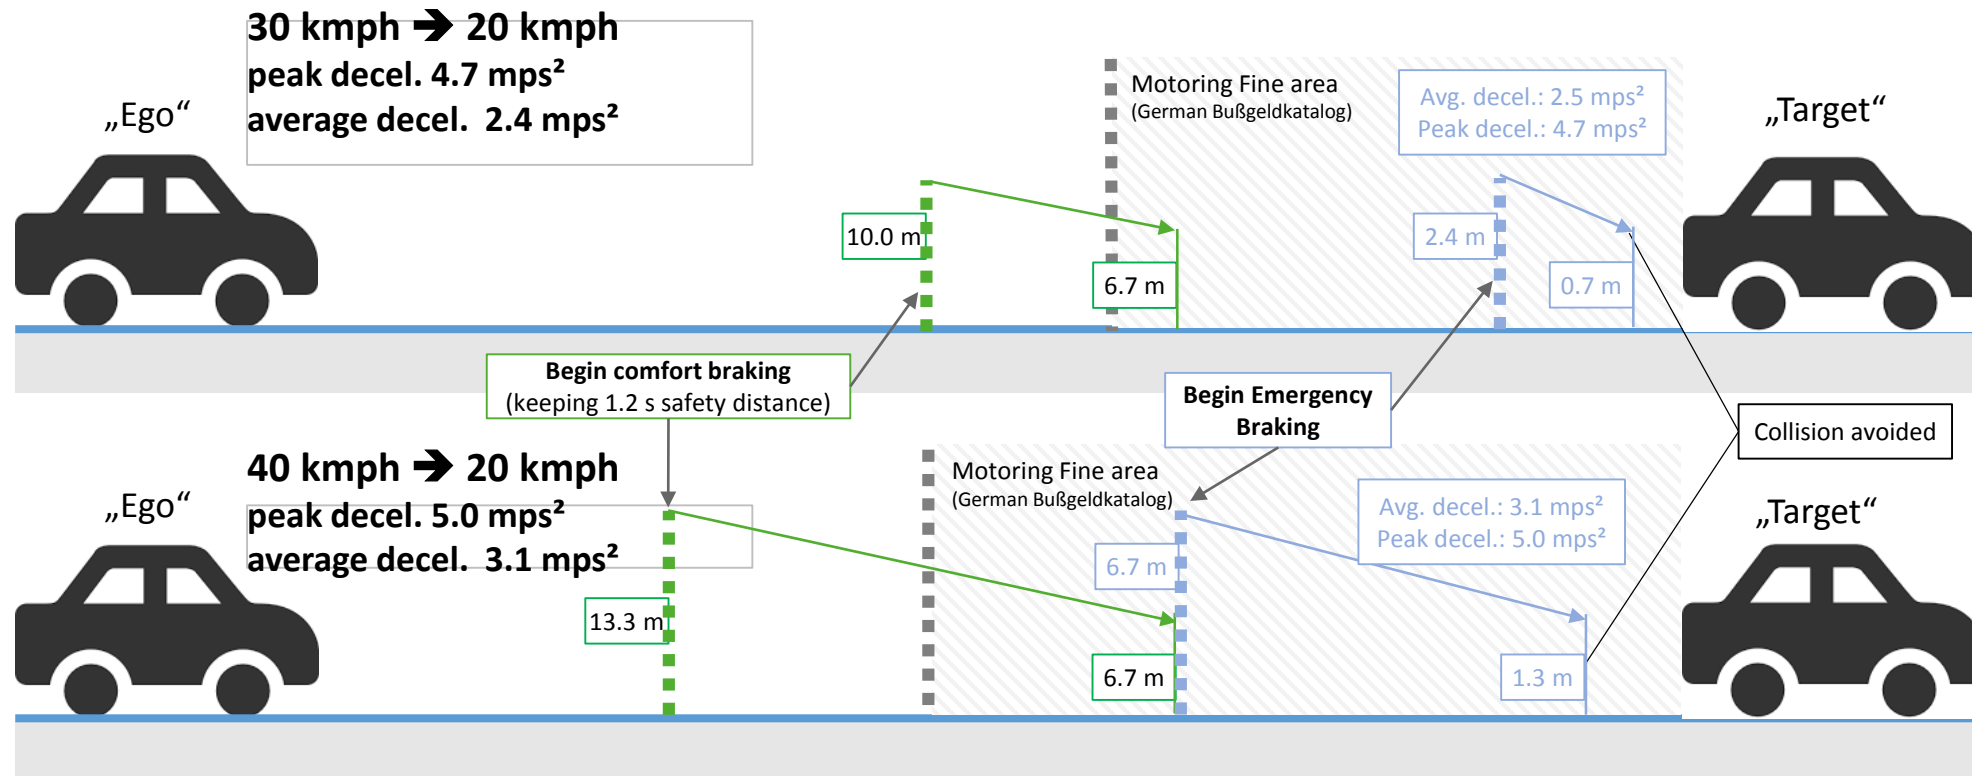 30 kmph ➔ 20 kmph
peak decel. 4.7 mps²
average decel.  2.4 mps²
„Ego“
Motoring Fine area
(German Bußgeldkatalog)
Avg. decel.: 2.5 mps²
Peak decel.: 4.7 mps²
„Target“
10.0 m
6.7 m
2.4 m
0.7 m
Begin comfort braking
(keeping 1.2 s safety distance)
Begin Emergency
Braking
Collision avoided
40 kmph ➔ 20 kmph
peak decel. 5.0 mps²
average decel.  3.1 mps²
„Ego“
Motoring Fine area
(German Bußgeldkatalog)
Avg. decel.: 3.1 mps²
Peak decel.: 5.0 mps²
„Target“
13.3 m
6.7 m
6.7 m
1.3 m